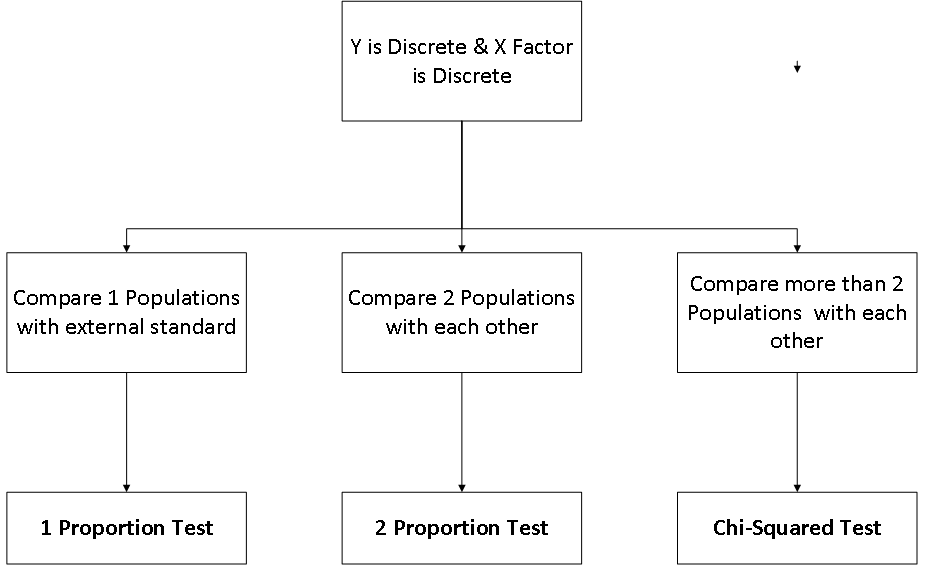 Y is Discrete & X Factor
is Discrete
Compare 1 Populations
with external standard
Compare 2 Populations
with each other
Compare more than 2
Populations  with each
other
1 Proportion Test
2 Proportion Test
Chi-Squared Test